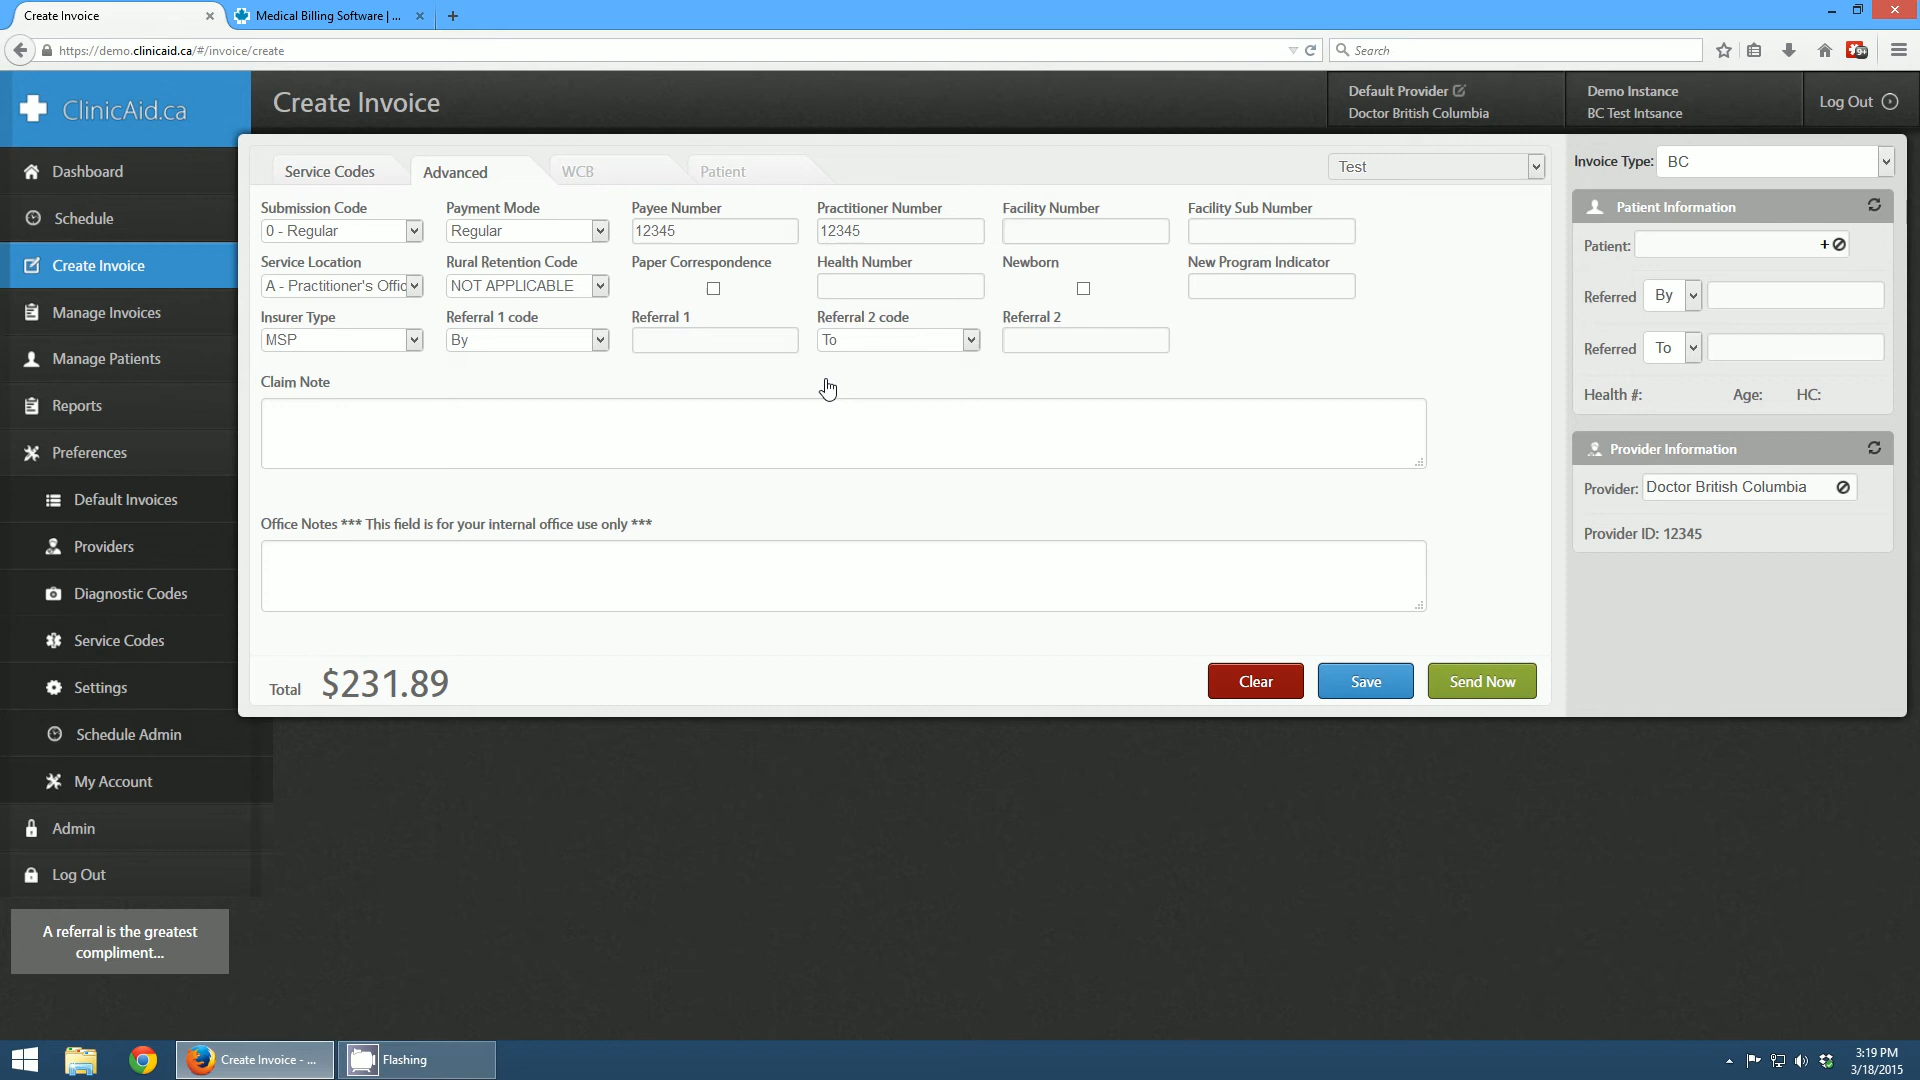 Create Invoice
Medical Billing Software | ...
https://demo.clinicaid.ca/#/invoice/create
Search
ClinicAid.ca
Create Invoice
Default Provider
Doctor British Columbia
Demo Instance
BC Test Intsance
Log Out
Dashboard
Schedule
Create Invoice
Manage Invoices
Manage Patients
Reports
Preferences
Default Invoices
Providers
Diagnostic Codes
Service Codes
Settings
Schedule Admin
My Account
Admin
Log Out
A referral is the greatest
compliment...
Service Codes
Advanced
WCB
Patient
Test
Submission Code
Payment Mode
Payee Number
Practitioner Number
Facility Number
Facility Sub Number
0 - Regular
Regular
12345
12345
Service Location
Rural Retention Code
Paper Correspondence
Health Number
Newborn
New Program Indicator
A - Practitioner's Offic
NOT APPLICABLE
Insurer Type
Referral 1 code
Referral 1
Referral 2 code
Referral 2
MSP
By
To
Claim Note
Office Notes *** This field is for your internal office use only ***
Total $231.89
Clear
Save
Send Now
Invoice Type: BC
Patient Information
Patient:
Referred By
Referred To
Health #: Age: HC:
Provider Information
Provider: Doctor British Columbia
Provider ID: 12345
Create Invoice - ...
Flashing
3:19 PM
3/18/2015